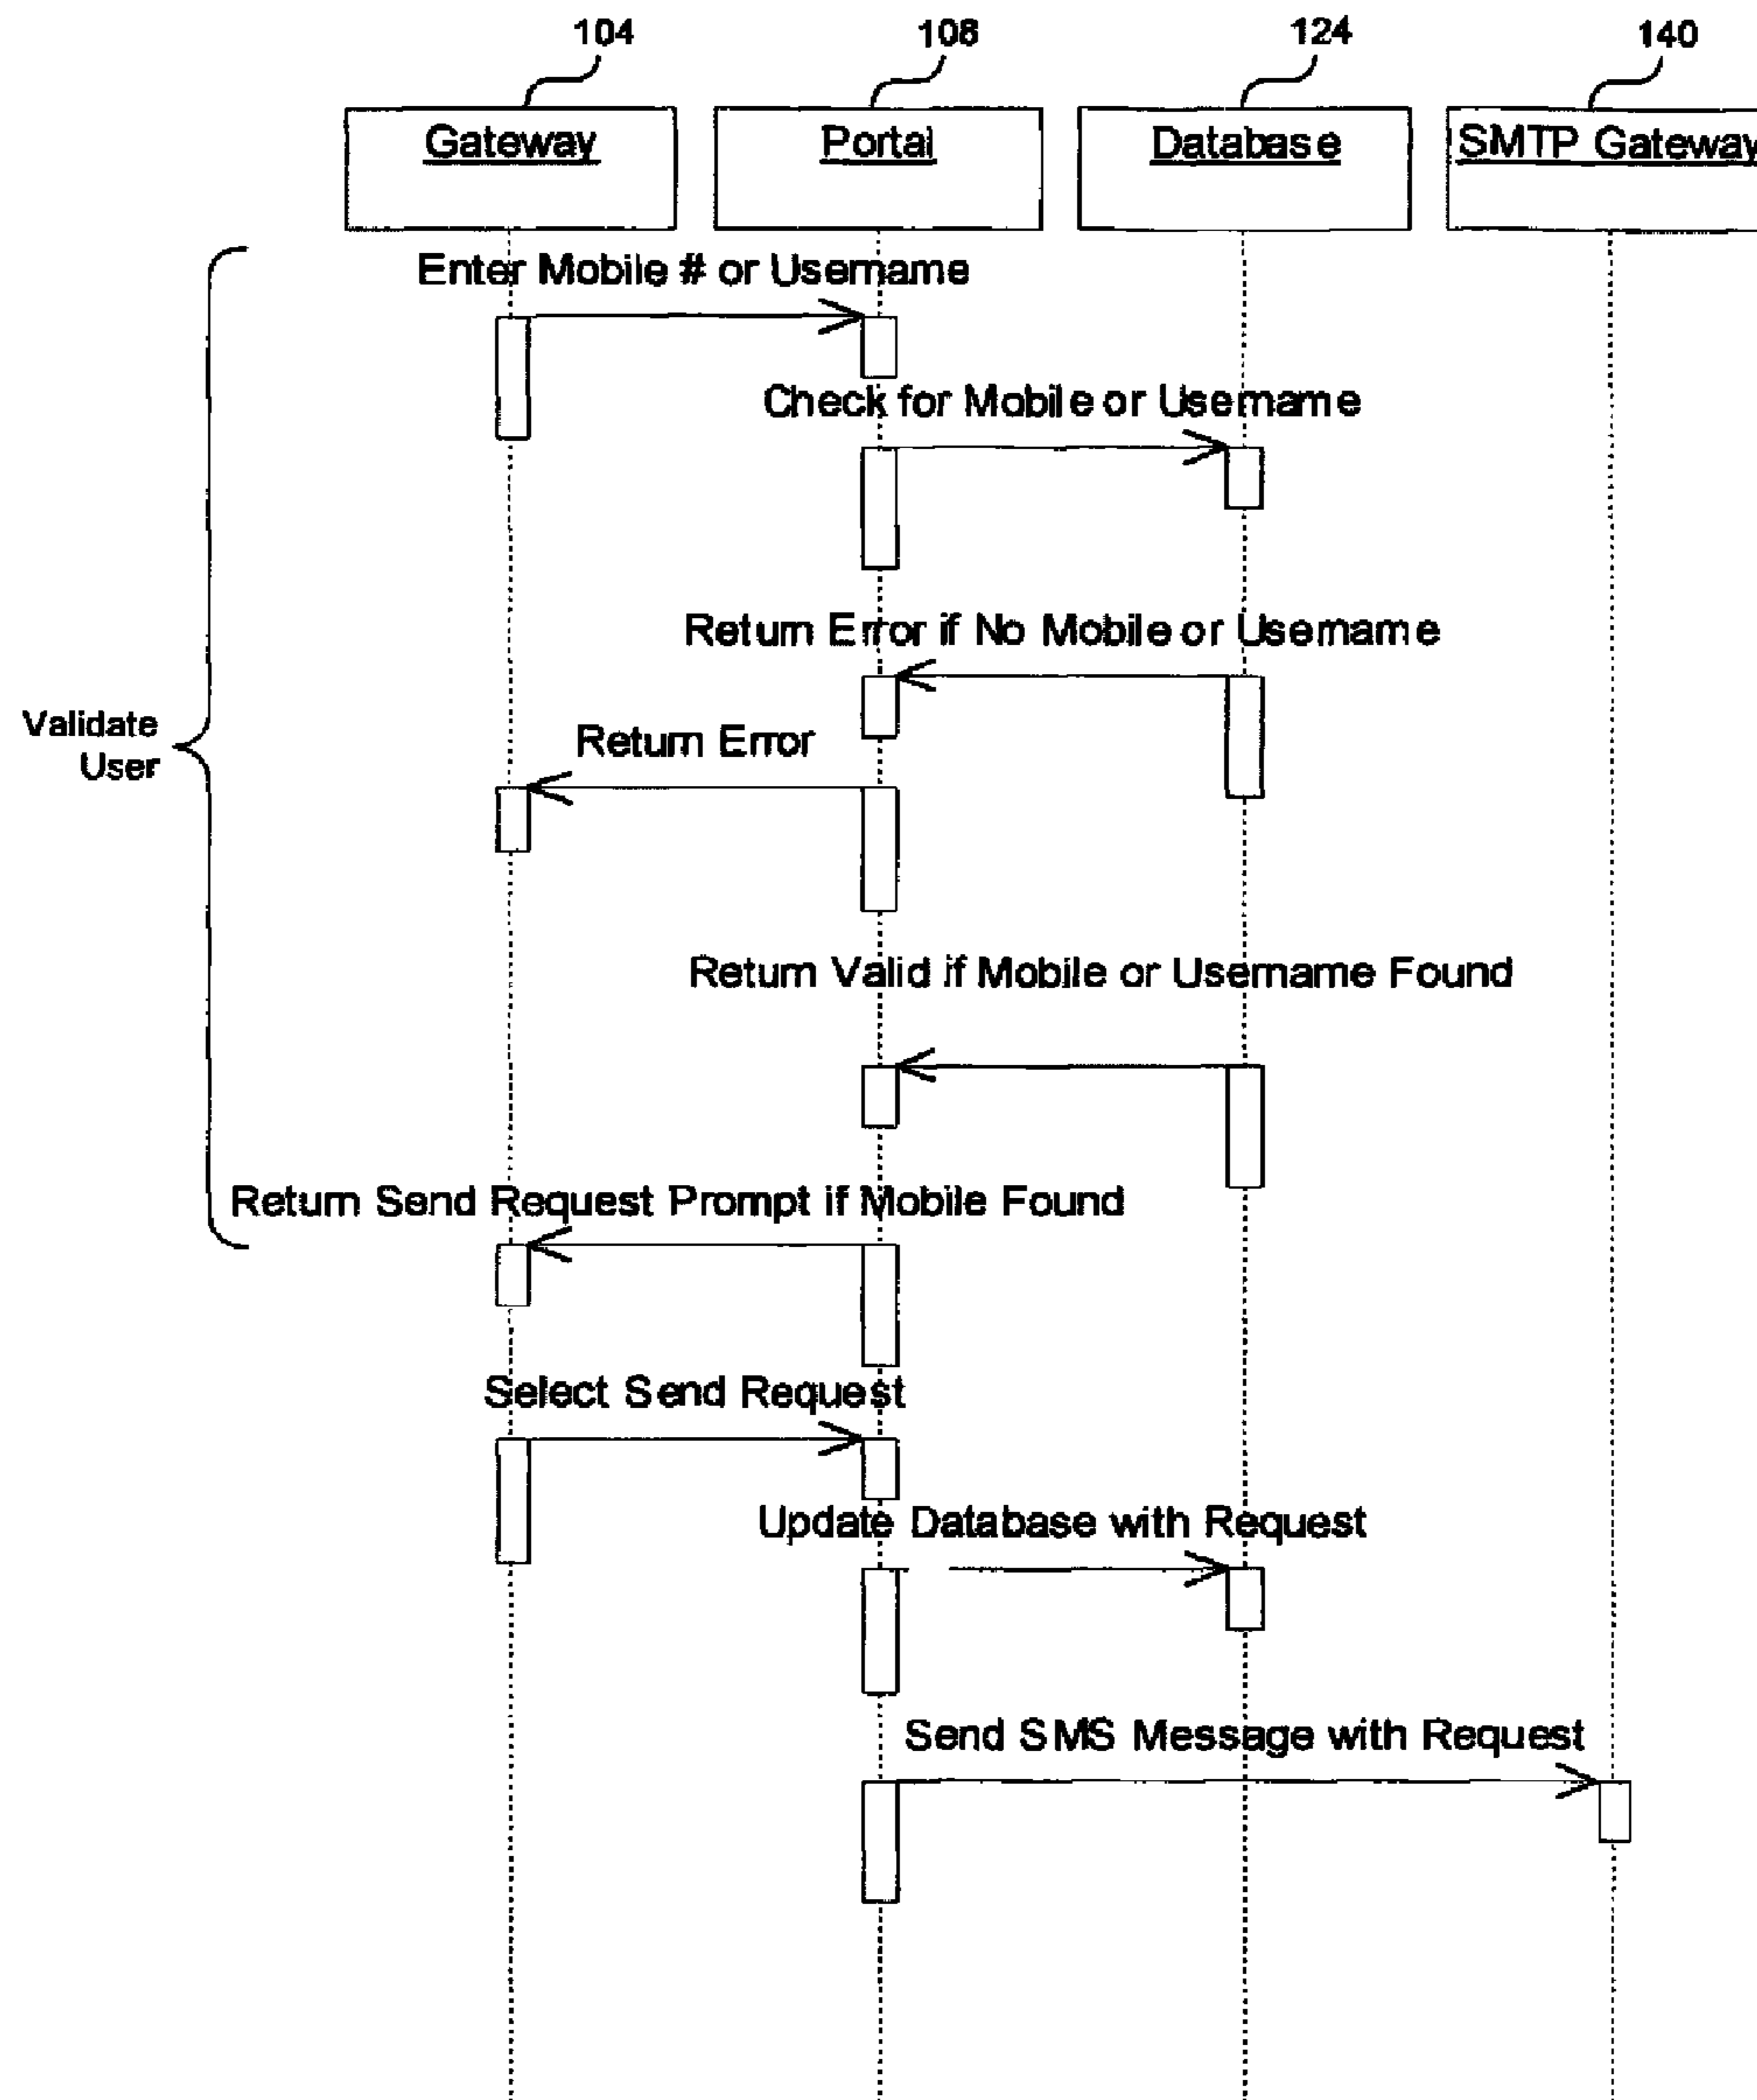 104 108 124 140
Gateway Portal Database SMTP Gateway
Enter Mobile # or Username
Check for Mobile or Username
Return Error if No Mobile or Username
Validate
User
Return Error
Return Valid if Mobile or Username Found
Return Send Request Prompt if Mobile Found
Select Send Request
Update Database with Request
Send SMS Message with Request